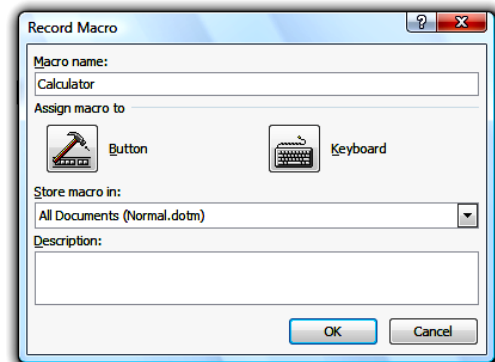 Record Macro
?
Macro name:
Calculator
Assign macro to
Button
Keyboard
Store macro in:
All Documents (Normal.dotm)
Description:
OK
Cancel